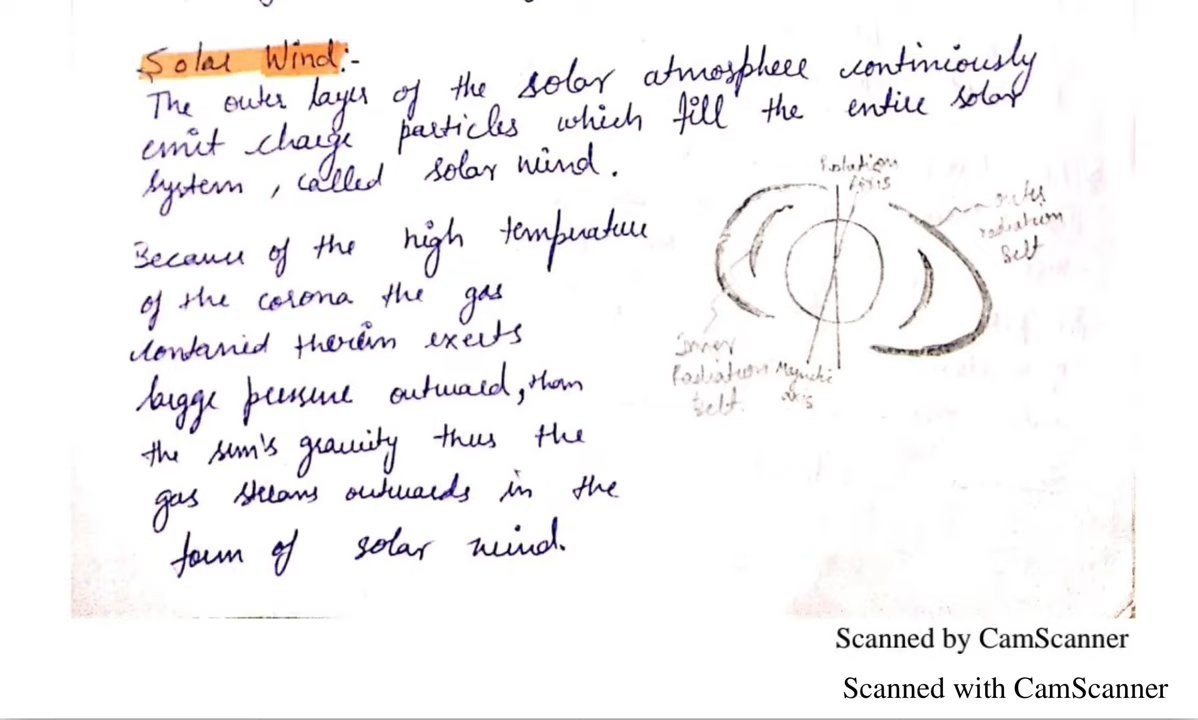 Solar Wind:-
The outer layer of the solar atmosphere continiously
emit charge particles which fill the entire solar
system, called solar wind.
Rotation
Axis
outer
radiation
Belt
Because of the high temperature
of the corona the gas
contanied therein exerts
largge pressure outward, than
the sun's gravity thus the
gas streams outwards in the
form of solar wind.
Inner
Radiation
Belt.
Magnetic
axis
Scanned by CamScanner
Scanned with CamScanner